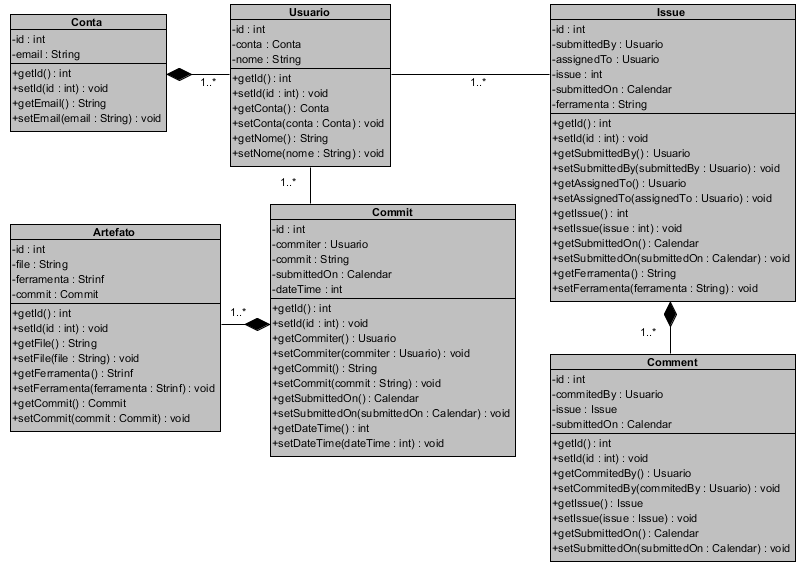 Conta
-id : int
-email : String
+getId() : int
+setId(id : int) : void
+getEmail() : String
+setEmail(email : String) : void
1..*
Usuario
-id : int
-conta : Conta
-nome : String
+getId() : int
+setId(id : int) : void
+getConta() : Conta
+setConta(conta : Conta) : void
+getNome() : String
+setNome(nome : String) : void
1..*
Issue
-id : int
-submittedBy : Usuario
-assignedTo : Usuario
-issue : int
-submittedOn : Calendar
-ferramenta : String
+getId() : int
+setId(id : int) : void
+getSubmittedBy() : Usuario
+setSubmittedBy(submittedBy : Usuario) : void
+getAssignedTo() : Usuario
+setAssignedTo(assignedTo : Usuario) : void
+getIssue() : int
+setIssue(issue : int) : void
+getSubmittedOn() : Calendar
+setSubmittedOn(submittedOn : Calendar) : void
+getFerramenta() : String
+setFerramenta(ferramenta : String) : void
1..*
Artefato
-id : int
-file : String
-ferramenta : Strinf
-commit : Commit
+getId() : int
+setId(id : int) : void
+getFile() : String
+setFile(file : String) : void
+getFerramenta() : Strinf
+setFerramenta(ferramenta : Strinf) : void
+getCommit() : Commit
+setCommit(commit : Commit) : void
1..*
Commit
-id : int
-commiter : Usuario
-commit : String
-submittedOn : Calendar
-dateTime : int
+getId() : int
+setId(id : int) : void
+getCommiter() : Usuario
+setCommiter(commiter : Usuario) : void
+getCommit() : String
+setCommit(commit : String) : void
+getSubmittedOn() : Calendar
+setSubmittedOn(submittedOn : Calendar) : void
+getDateTime() : int
+setDateTime(dateTime : int) : void
1..*
Comment
-id : int
-commitedBy : Usuario
-issue : Issue
-submittedOn : Calendar
+getId() : int
+setId(id : int) : void
+getCommitedBy() : Usuario
+setCommitedBy(commitedBy : Usuario) : void
+getIssue() : Issue
+setIssue(issue : Issue) : void
+getSubmittedOn() : Calendar
+setSubmittedOn(submittedOn : Calendar) : void